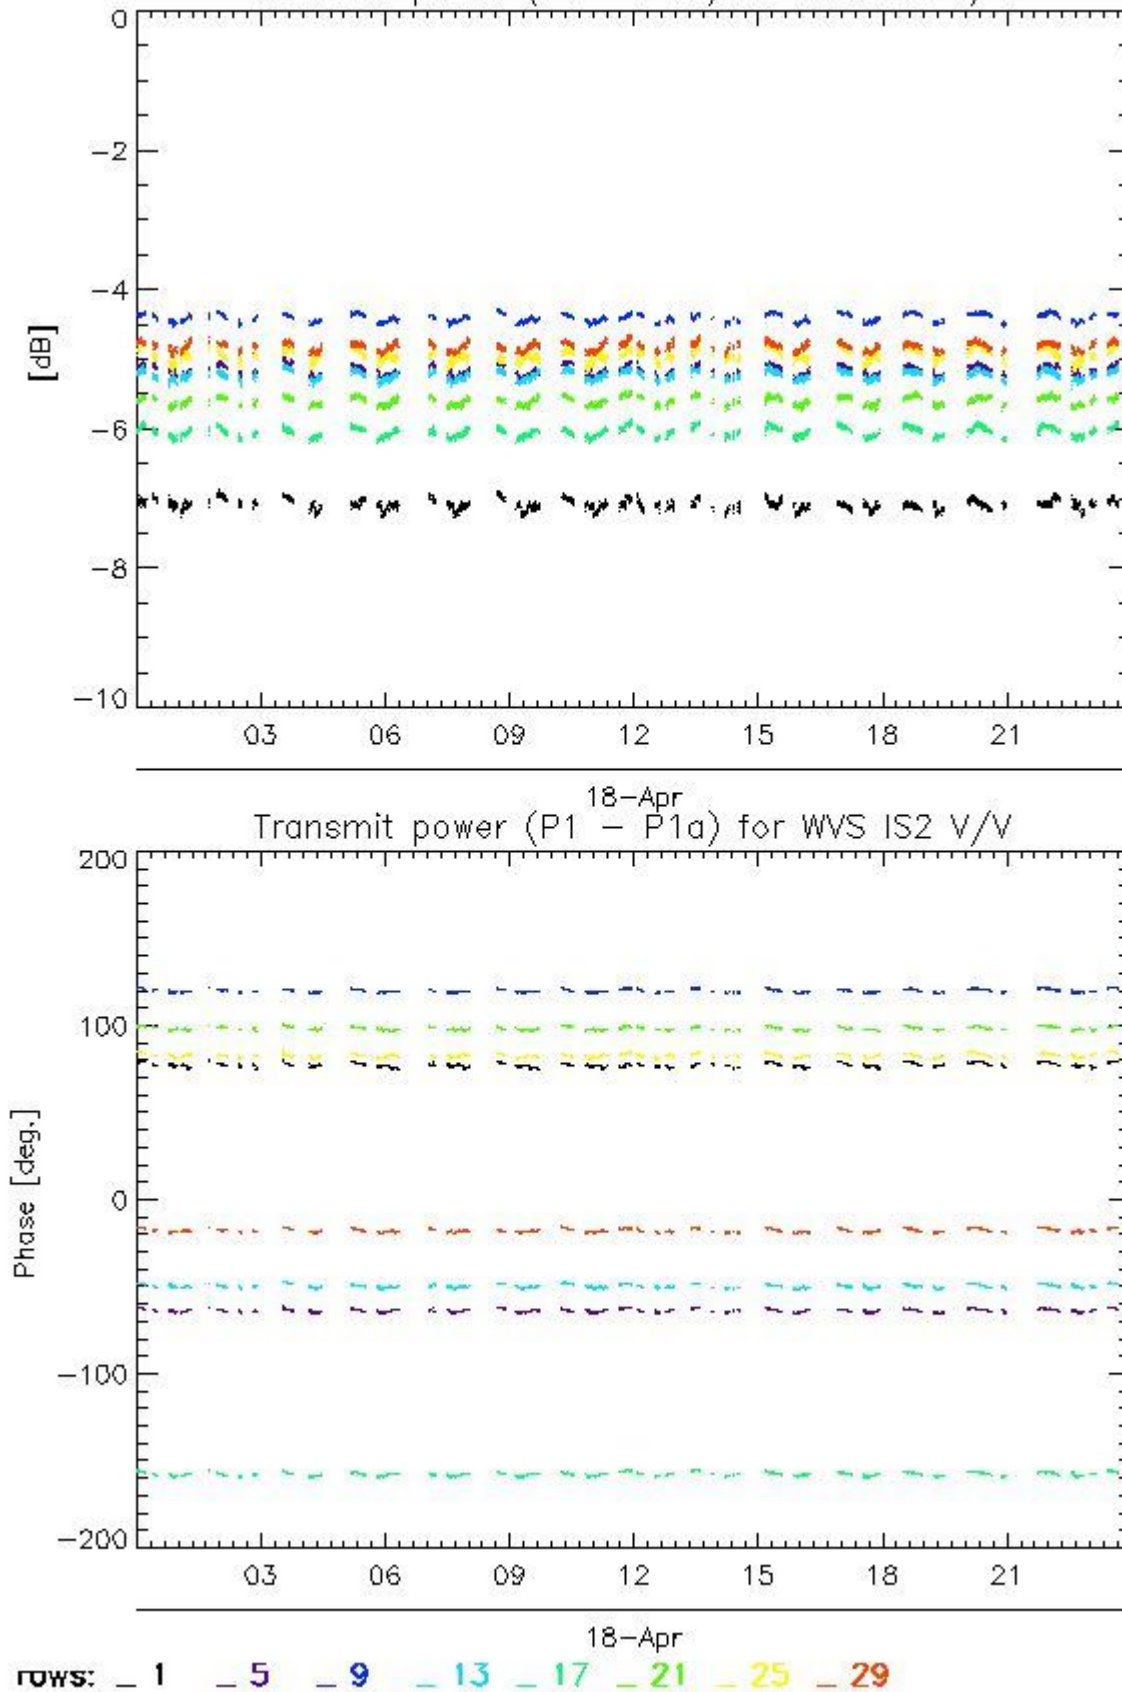 0
-2
-4
-6
-8
-10
[dB]
03 06 09 12 15 18 21
18-Apr
Transmit power (P1 - P1a) for WVS IS2 V/V
200
100
0
-100
-200
Phase [deg.]
03 06 09 12 15 18 21
18-Apr
rows: _ 1 _ 5 _ 9 _ 13 _ 17 _ 21 _ 25 _ 29